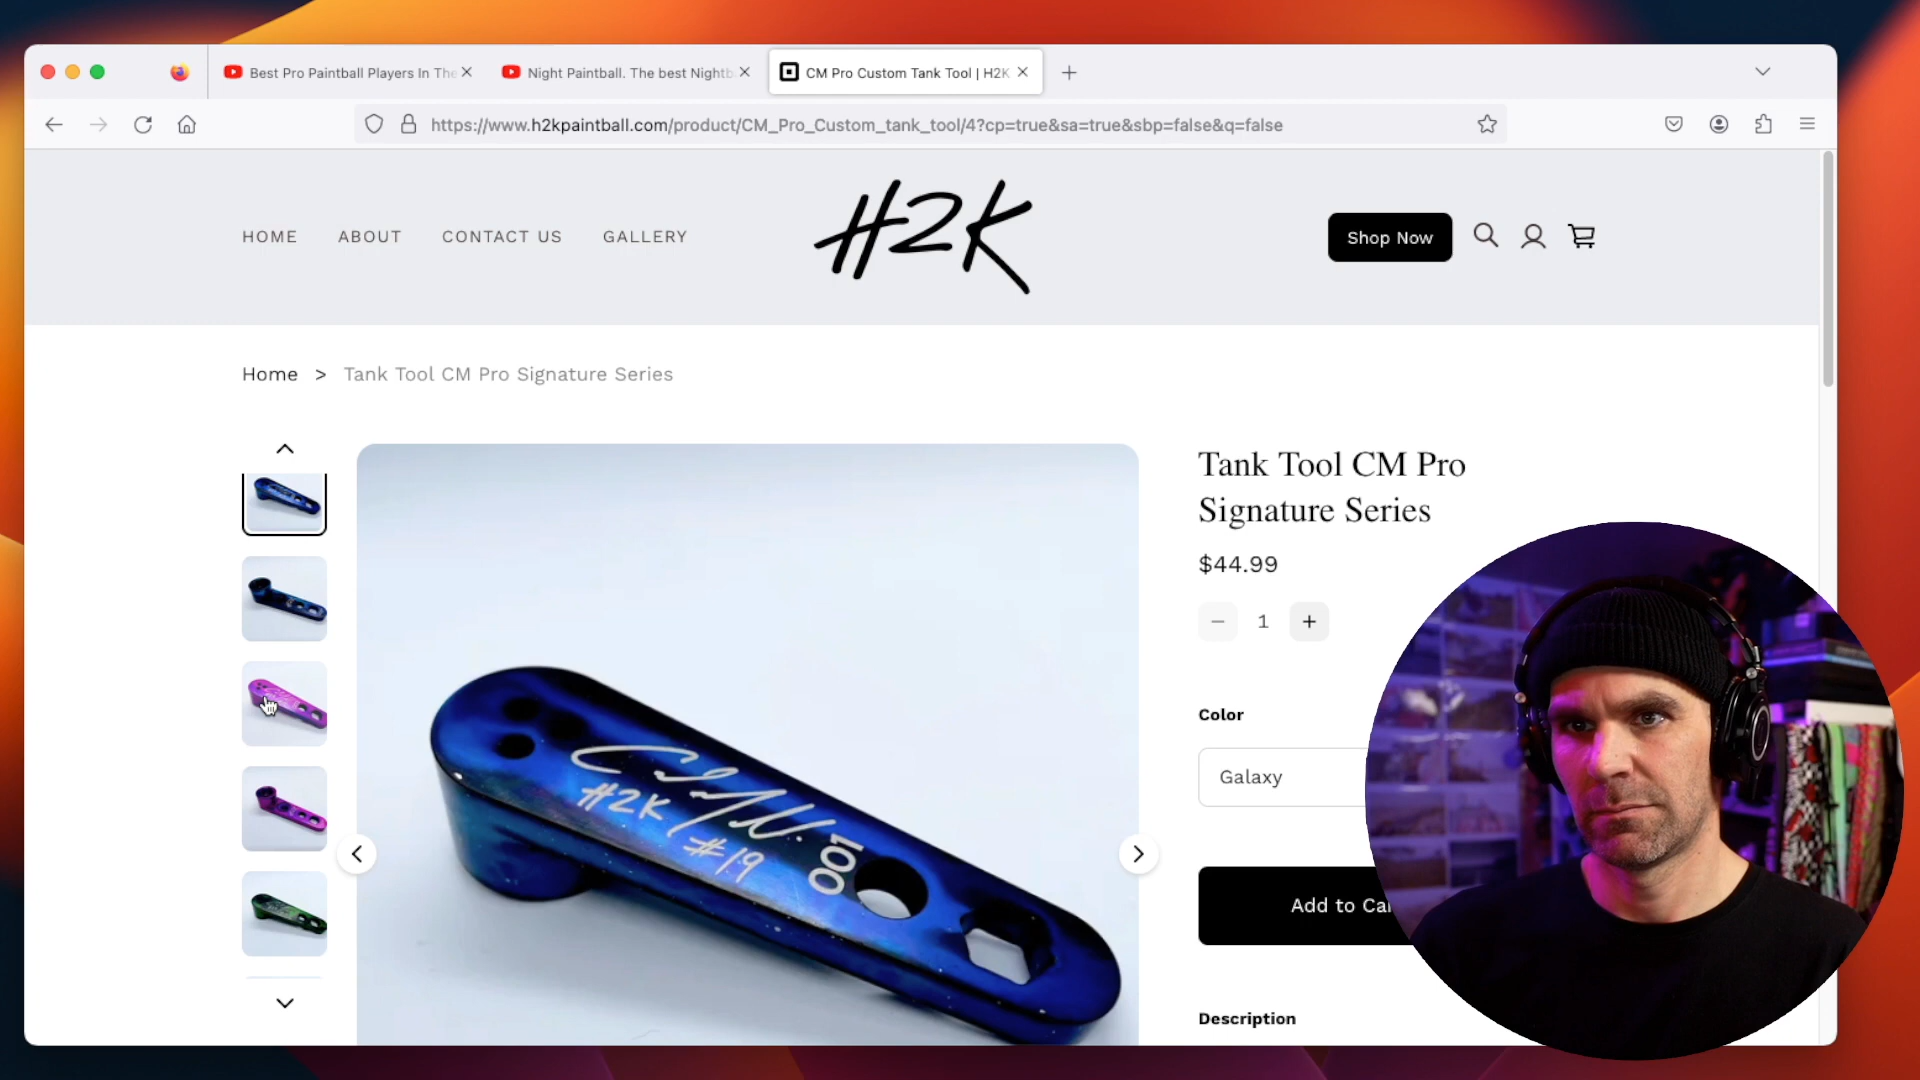 Best Pro Paintball Players In The
Night Paintball. The best Nightb
CM Pro Custom Tank Tool | H2K
https://www.h2kpaintball.com/product/CM_Pro_Custom_tank_tool/4?cp=true&sa=true&sbp=false&q=false
HOME
ABOUT
CONTACT US
GALLERY
H2K
Shop Now
Home > Tank Tool CM Pro Signature Series
Tank Tool CM Pro
Signature Series
$44.99
− 1 +
Color
Galaxy
Add to Car
Description
H2K
#19
001